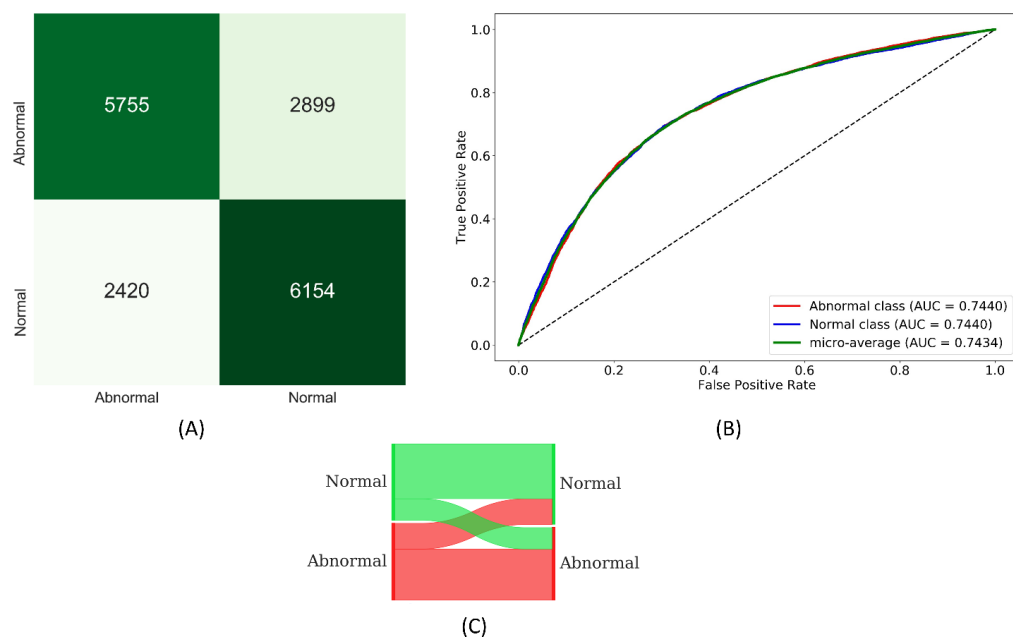 Abnormal
5755 2899
Normal
2420 6154
Abnormal Normal
(A)
True Positive Rate
1.0
0.8
0.6
0.4
0.2
0.0
Abnormal class (AUC = 0.7440)
Normal class (AUC = 0.7440)
micro-average (AUC = 0.7434)
0.0 0.2 0.4 0.6 0.8 1.0
False Positive Rate
(B)
Normal Normal
Abnormal Abnormal
(C)